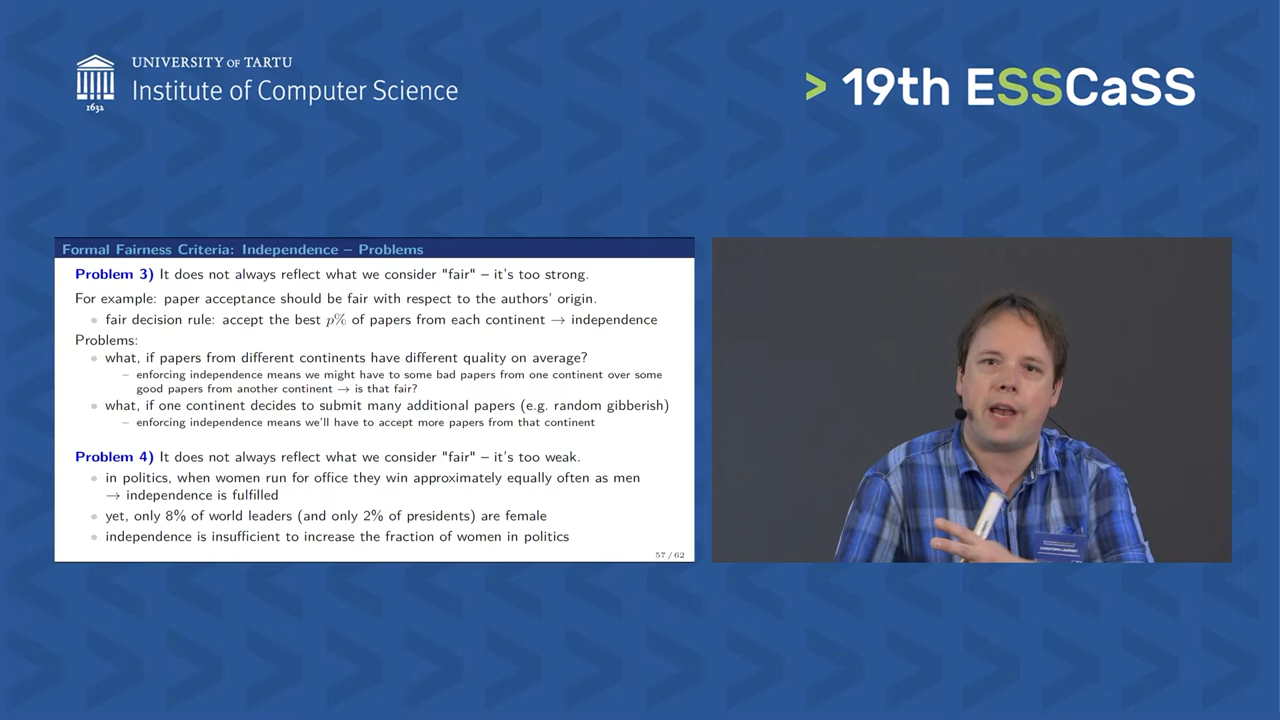 UNIVERSITY OF TARTU
Institute of Computer Science
1632
> 19th ESSCaSS
Formal Fairness Criteria: Independence – Problems
Problem 3) It does not always reflect what we consider "fair" – it's too strong.
For example: paper acceptance should be fair with respect to the authors' origin.
• fair decision rule: accept the best p% of papers from each continent → independence
Problems:
• what, if papers from different continents have different quality on average?
– enforcing independence means we might have to some bad papers from one continent over some
good papers from another continent → is that fair?
• what, if one continent decides to submit many additional papers (e.g. random gibberish)
– enforcing independence means we'll have to accept more papers from that continent
Problem 4) It does not always reflect what we consider "fair" – it's too weak.
• in politics, when women run for office they win approximately equally often as men
→ independence is fulfilled
• yet, only 8% of world leaders (and only 2% of presidents) are female
• independence is insufficient to increase the fraction of women in politics
57 / 62